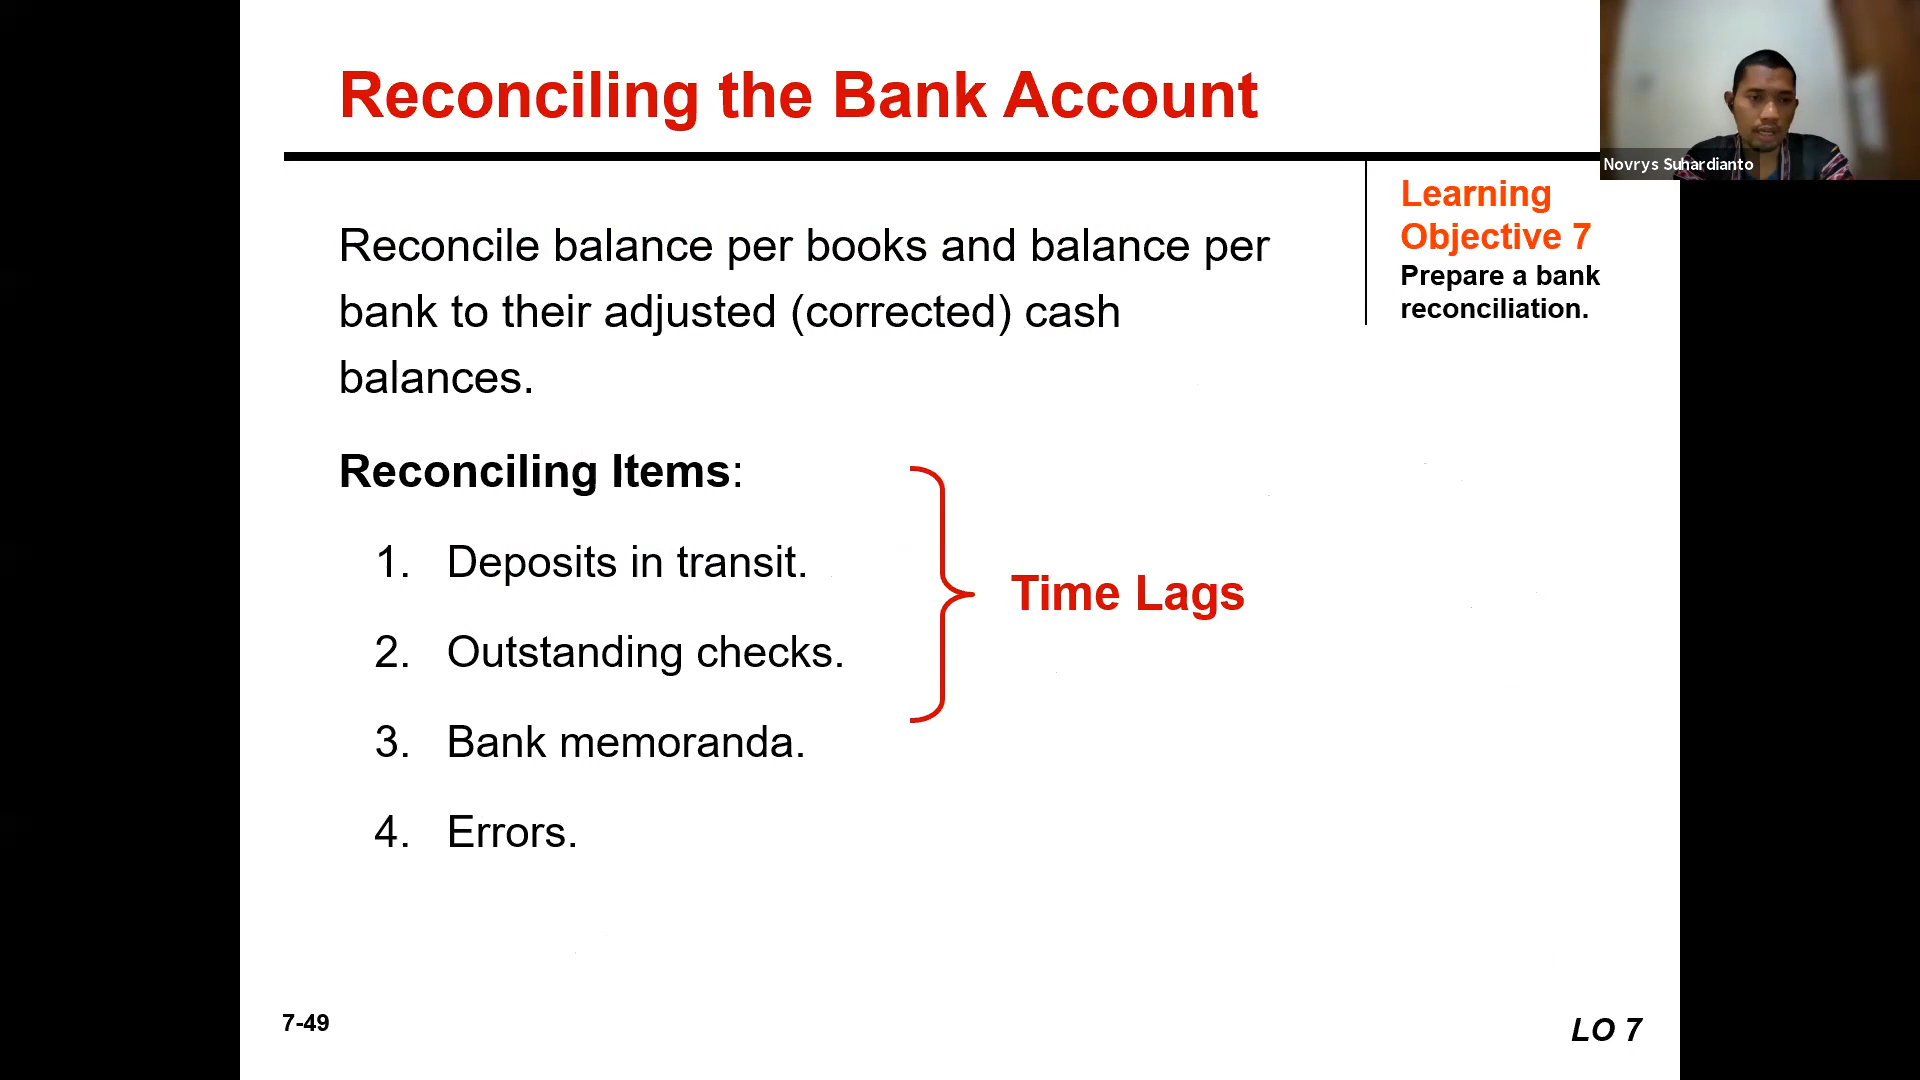 Reconciling the Bank Account
Novrys Suhardianto
Learning
Objective 7
Prepare a bank
reconciliation.
Reconcile balance per books and balance per
bank to their adjusted (corrected) cash
balances.
Reconciling Items:
1. Deposits in transit.
2. Outstanding checks.
3. Bank memoranda.
4. Errors.
Time Lags
7-49
LO 7